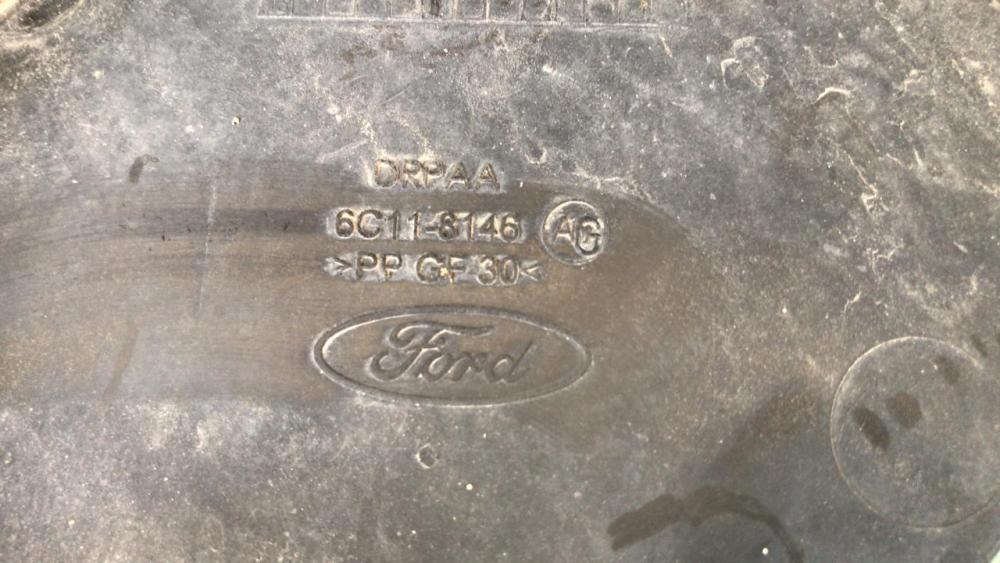 DRPAA
6C11-8146 AG
>PP GF 30<
Ford